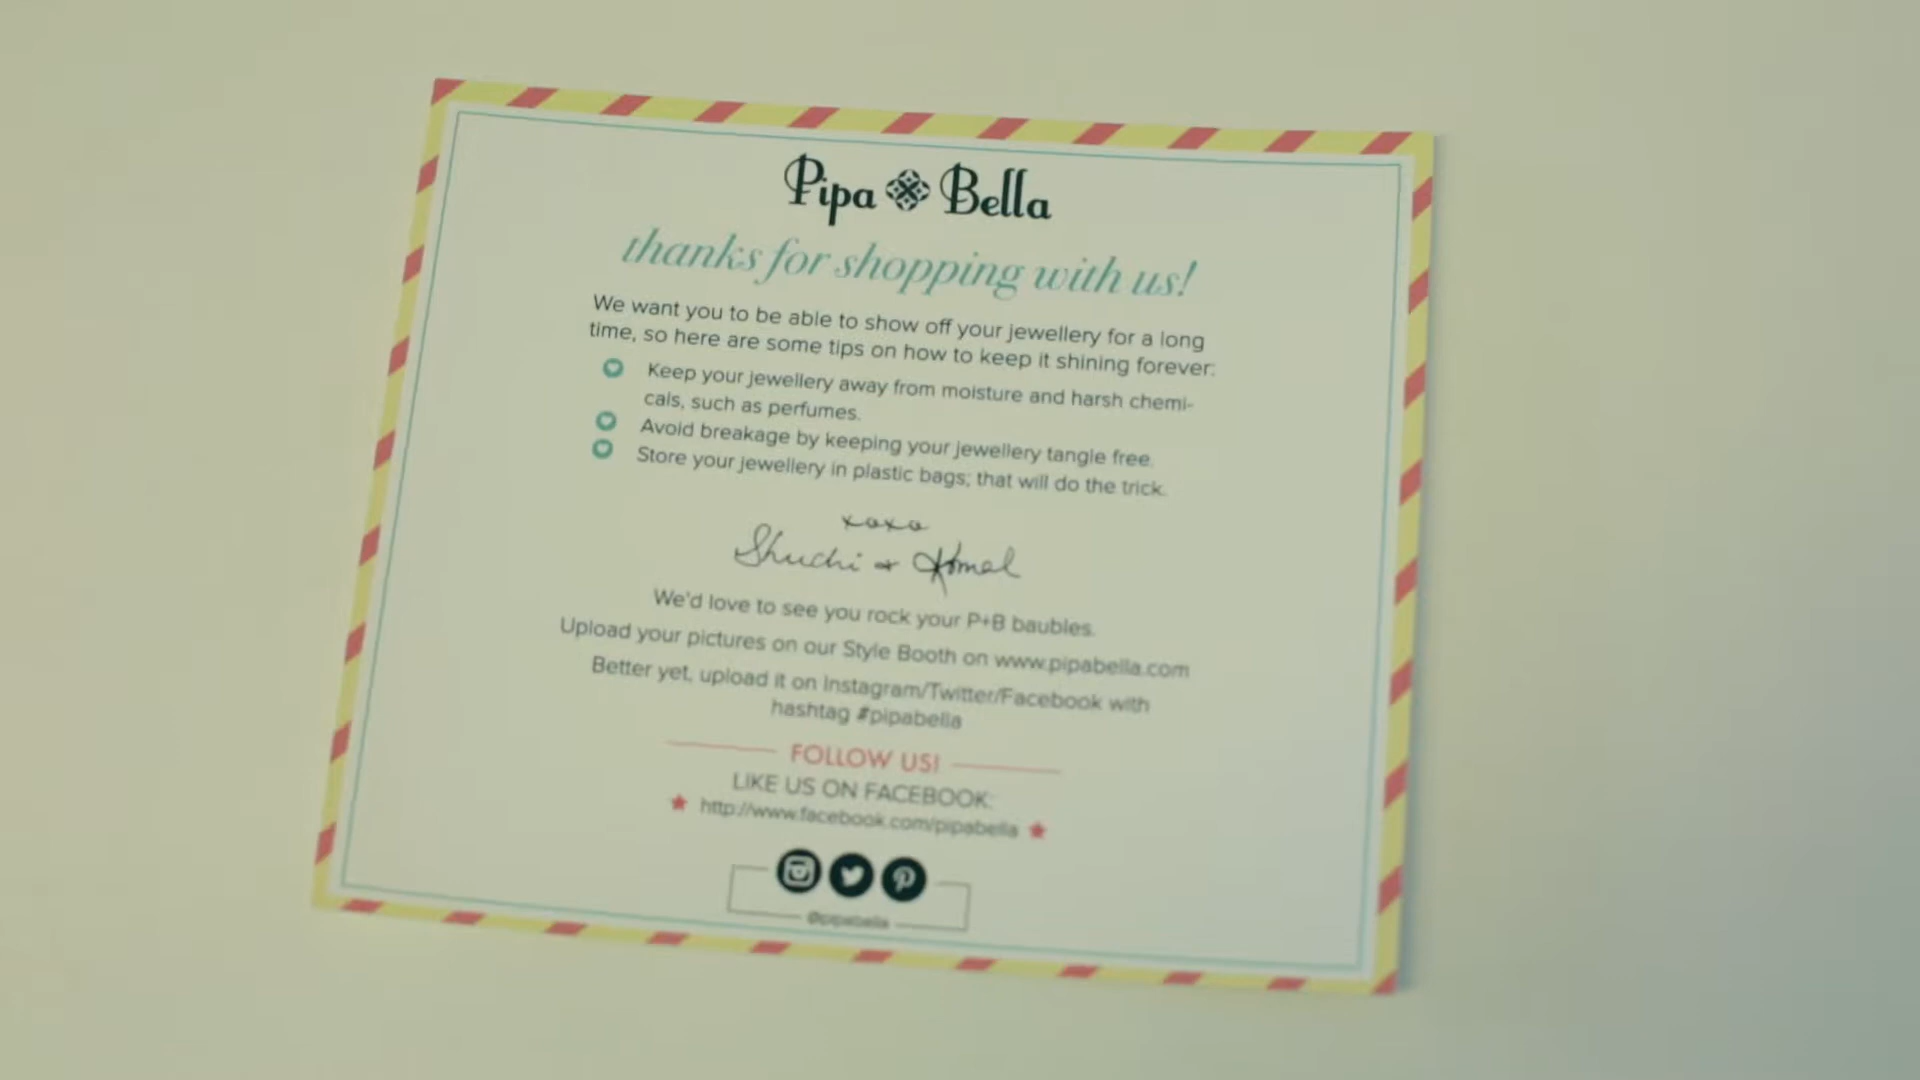 Pipa Bella
thanks for shopping with us!
We want you to be able to show off your jewellery for a long
time, so here are some tips on how to keep it shining forever:
Keep your jewellery away from moisture and harsh chemi-
cals, such as perfumes.
Avoid breakage by keeping your jewellery tangle free.
Store your jewellery in plastic bags; that will do the trick.
xoxo
Shuchi + Komal
We'd love to see you rock your P+B baubles.
Upload your pictures on our Style Booth on www.pipabella.com
Better yet, upload it on Instagram/Twitter/Facebook with
hashtag #pipabella
FOLLOW US!
LIKE US ON FACEBOOK:
http://www.facebook.com/pipabella
@pipabella